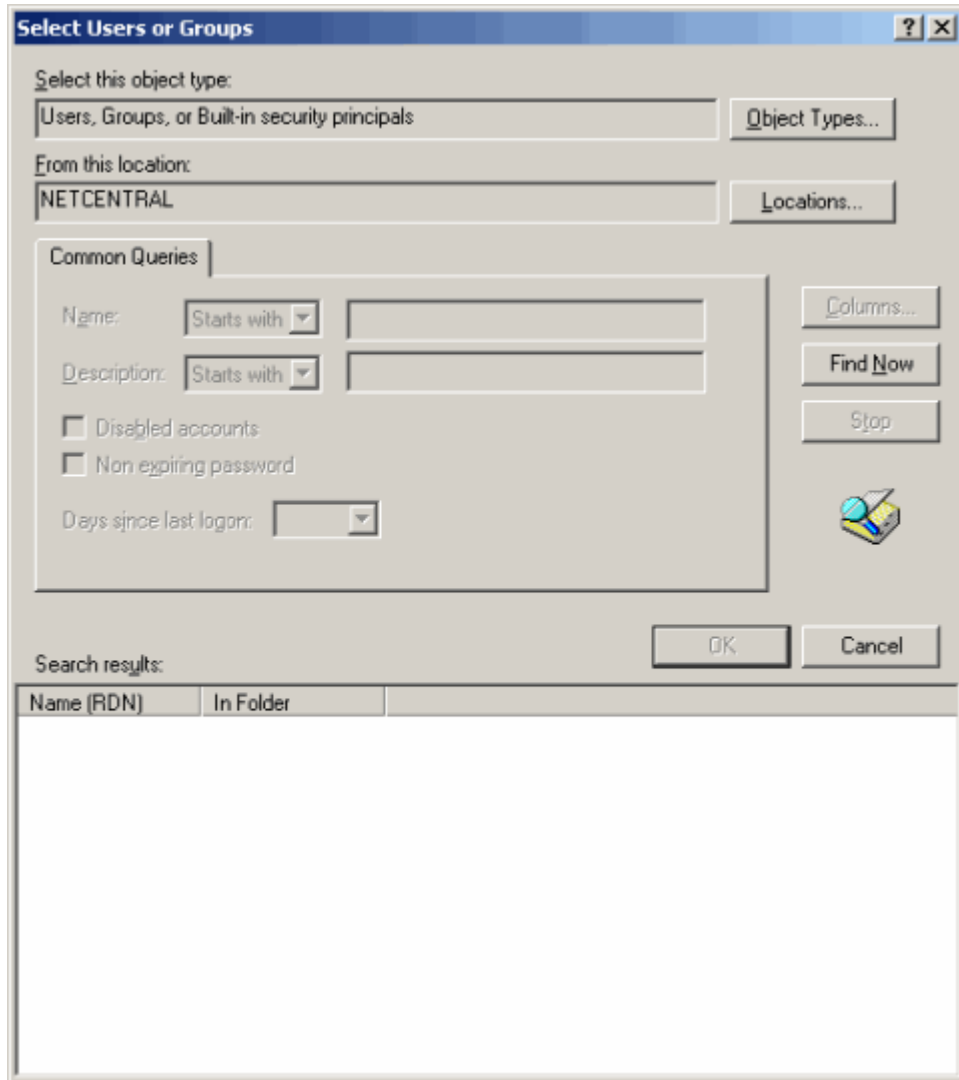 Select Users or Groups
Select this object type:
Users, Groups, or Built-in security principals
Object Types...
From this location:
NETCENTRAL
Locations...
Common Queries
Name: Starts with
Columns...
Description: Starts with
Find Now
Disabled accounts
Stop
Non expiring password
Days since last logon:
OK Cancel
Search results:
Name (RDN) In Folder